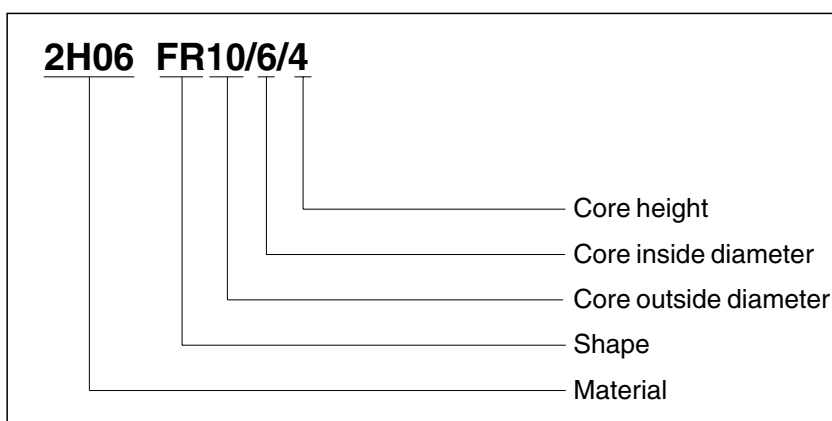 2H06 FR10/6/4
Core height
Core inside diameter
Core outside diameter
Shape
Material